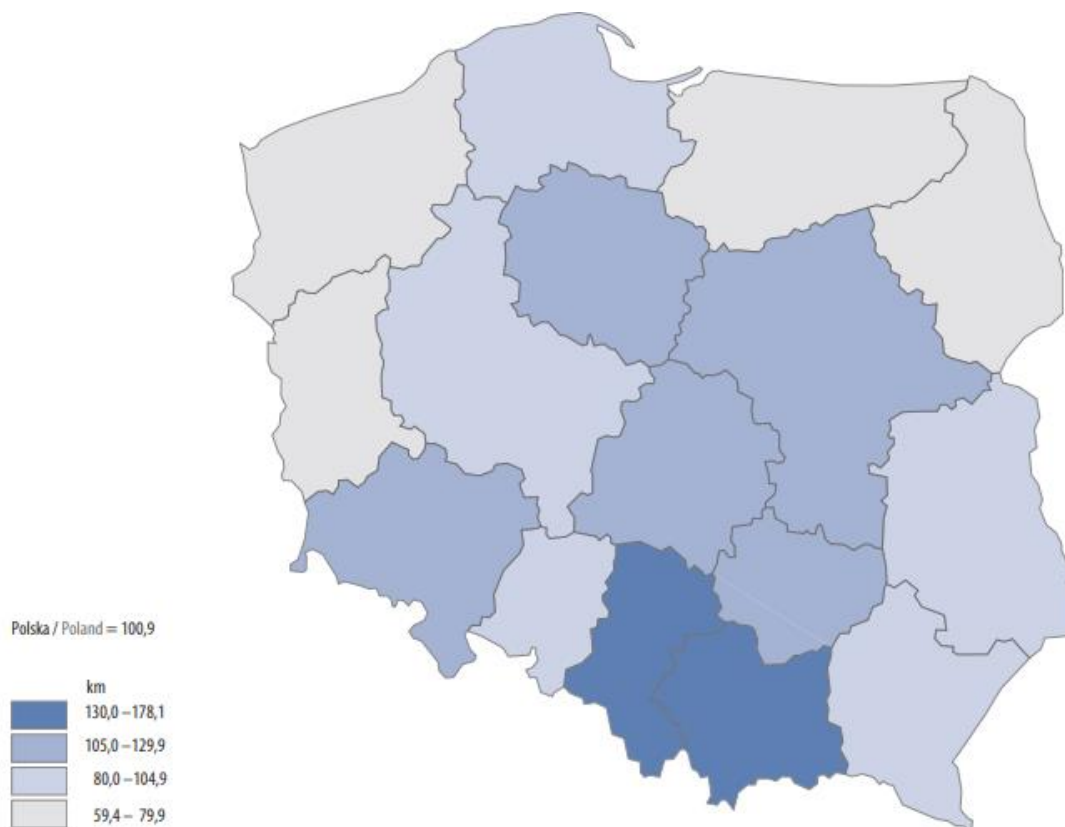 Polska / Poland = 100,9
km
130,0 –178,1
105,0 –129,9
80,0 –104,9
59,4 – 79,9